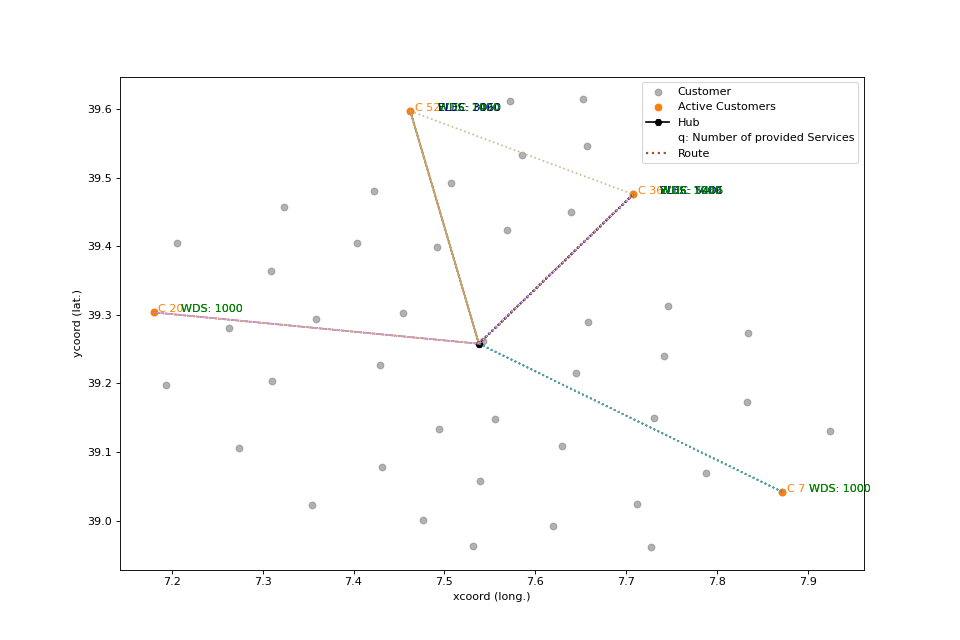 Customer
Active Customers
Hub
q: Number of provided Services
Route
39.6
39.5
39.4
39.3
39.2
39.1
39.0
ycoord (lat.)
C 20 WDS: 1000
C 7 WDS: 1000
7.2 7.3 7.4 7.5 7.6 7.7 7.8 7.9
xcoord (long.)